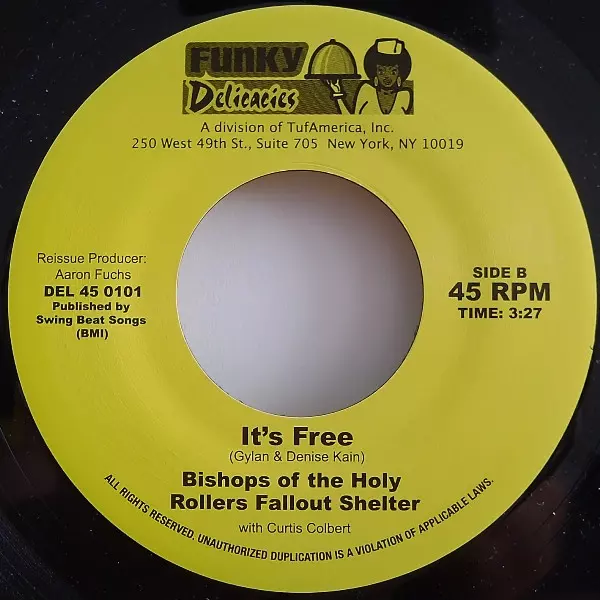 FUNKY
Delicacies
A division of TufAmerica, Inc.
250 West 49th St., Suite 705 New York, NY 10019
Reissue Producer:
Aaron Fuchs
DEL 45 0101
Published by
Swing Beat Songs
(BMI)
SIDE B
45 RPM
TIME: 3:27
It's Free
(Gylan & Denise Kain)
Bishops of the Holy
Rollers Fallout Shelter
with Curtis Colbert
ALL RIGHTS RESERVED. UNAUTHORIZED DUPLICATION IS A VIOLATION OF APPLICABLE LAWS.